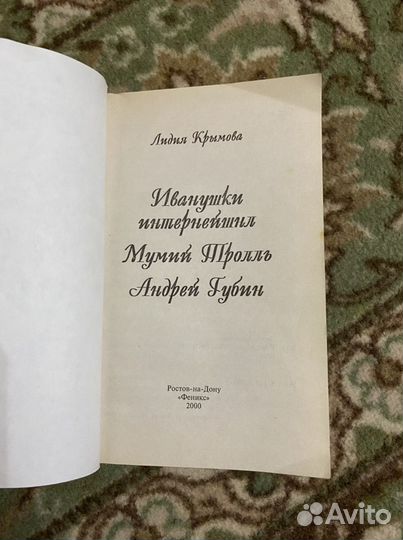 Лидия Крымова
Иванушки
интернейшнл
Мумий Тролль
Андрей Губин
Ростов-на-Дону
«Феникс»
2000
Avito